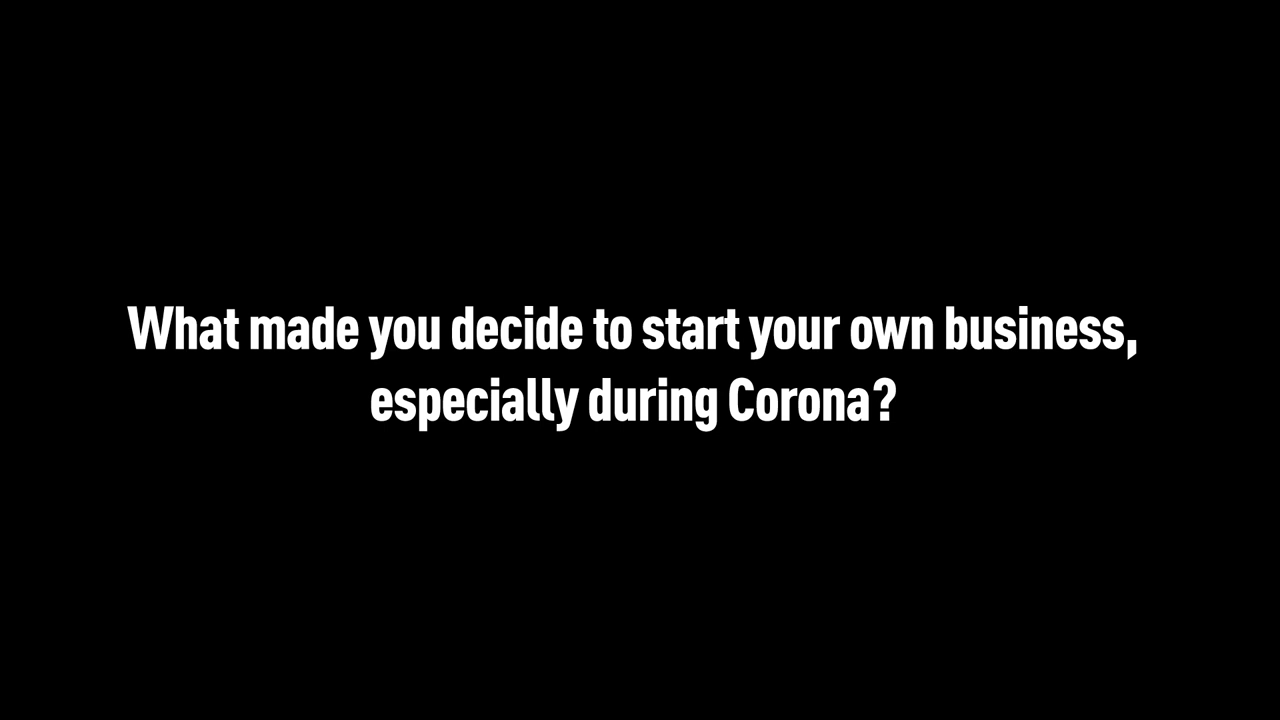 What made you decide to start your own business,
especially during Corona?